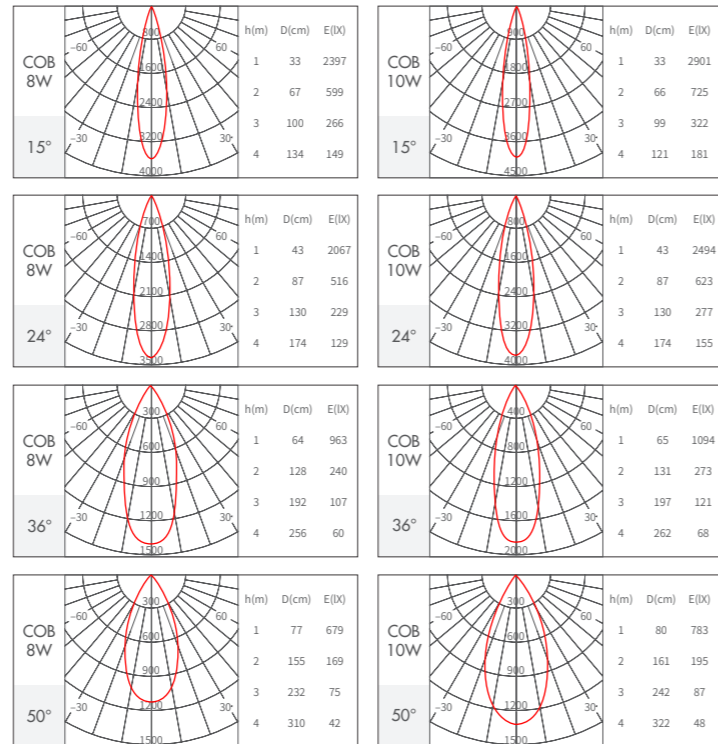 COB
8W
15°
−60
60
−30
30
800
1600
2400
3200
4000
h(m) D(cm) E(lX)
1 33 2397
2 67 599
3 100 266
4 134 149
COB
10W
15°
−60
60
−30
30
900
1800
2700
3600
4500
h(m) D(cm) E(lX)
1 33 2901
2 66 725
3 99 322
4 121 181
COB
8W
24°
−60
60
−30
30
700
1400
2100
2800
3500
h(m) D(cm) E(lX)
1 43 2067
2 87 516
3 130 229
4 174 129
COB
10W
24°
−60
60
−30
30
800
1600
2400
3200
4000
h(m) D(cm) E(lX)
1 43 2494
2 87 623
3 130 277
4 174 155
COB
8W
36°
−60
60
−30
30
300
600
900
1200
1500
h(m) D(cm) E(lX)
1 64 963
2 128 240
3 192 107
4 256 60
COB
10W
36°
−60
60
−30
30
400
800
1200
1600
2000
h(m) D(cm) E(lX)
1 65 1094
2 131 273
3 197 121
4 262 68
COB
8W
50°
−60
60
−30
30
300
600
900
1200
1500
h(m) D(cm) E(lX)
1 77 679
2 155 169
3 232 75
4 310 42
COB
10W
50°
−60
60
−30
30
300
600
900
1200
1500
h(m) D(cm) E(lX)
1 80 783
2 161 195
3 242 87
4 322 48